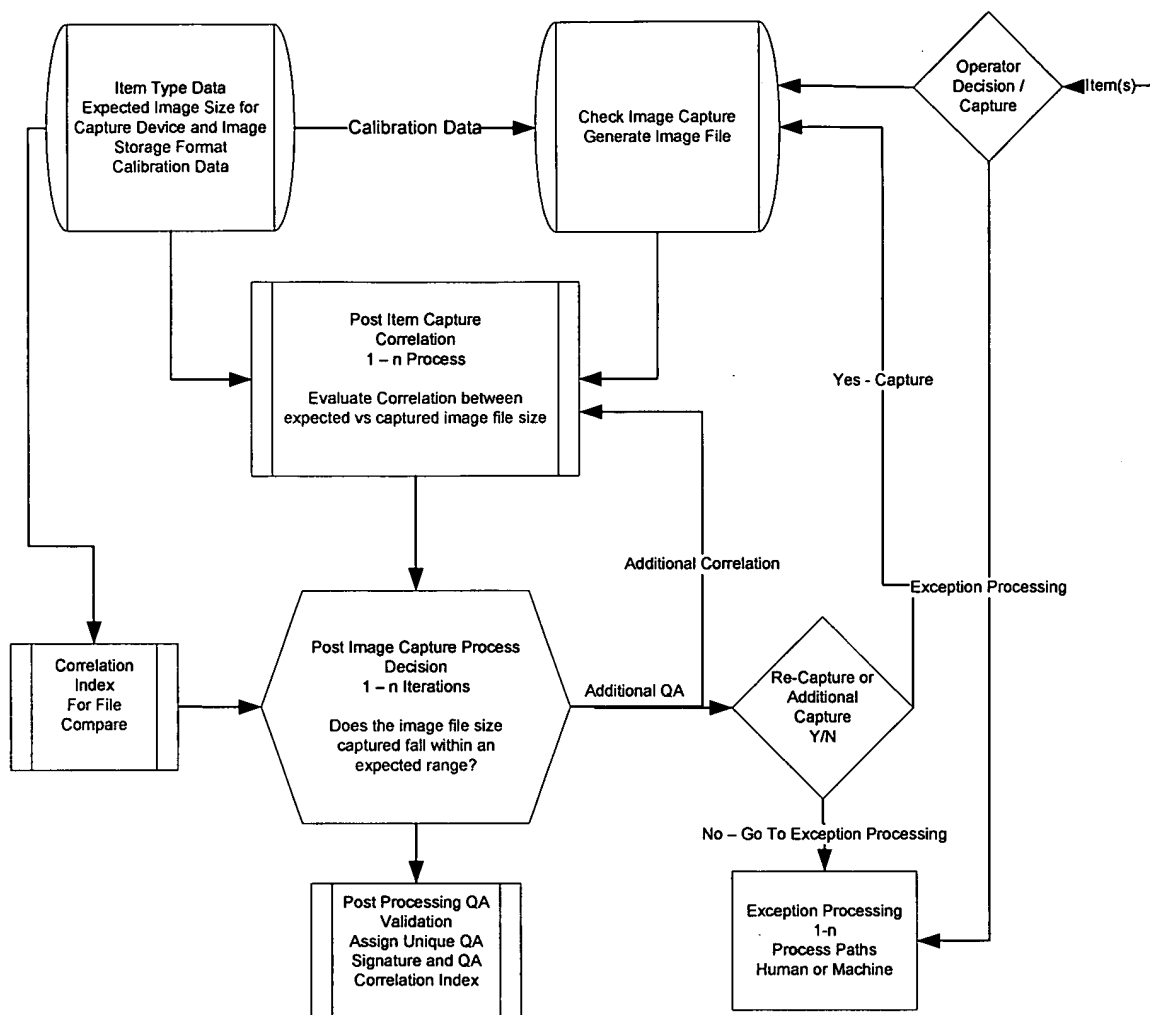 Item Type Data
Expected Image Size for
Capture Device and Image
Storage Format
Calibration Data
Calibration Data
Check Image Capture
Generate Image File
Operator
Decision /
Capture
Item(s)
Post Item Capture
Correlation
1 – n Process
Evaluate Correlation between
expected vs captured image file size
Yes - Capture
Additional Correlation
Exception Processing
Correlation
Index
For File
Compare
Post Image Capture Process
Decision
1 – n Iterations
Does the image file size
captured fall within an
expected range?
Additional QA
Re-Capture or
Additional
Capture
Y/N
No – Go To Exception Processing
Post Processing QA
Validation
Assign Unique QA
Signature and QA
Correlation Index
Exception Processing
1-n
Process Paths
Human or Machine